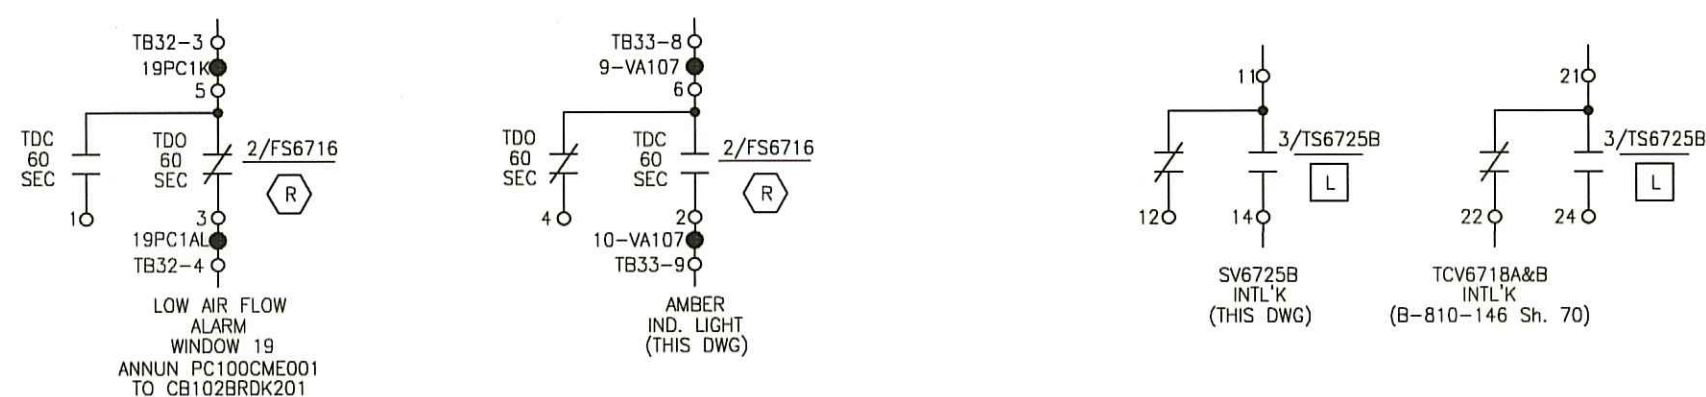 TB32-3
19PC1K
5
TDC
60
SEC
TDO
60
SEC
2/FS6716
R
1
3
19PC1AL
TB32-4
LOW AIR FLOW
ALARM
WINDOW 19
ANNUN PC100CME001
TO CB102BRDK201
TB33-8
9-VA107
6
TDO
60
SEC
TDC
60
SEC
2/FS6716
R
4
2
10-VA107
TB33-9
AMBER
IND. LIGHT
(THIS DWG)
11
3/TS6725B
L
12
14
SV6725B
INTL'K
(THIS DWG)
21
3/TS6725B
L
22
24
TCV6718A&B
INTL'K
(B-810-146 Sh. 70)